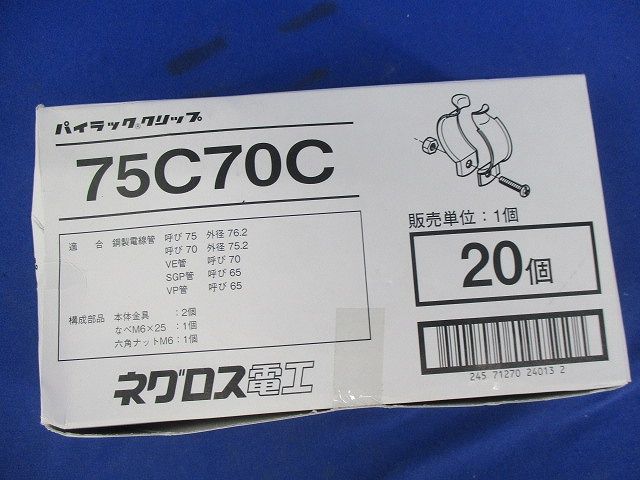 パイラック®クリップ
75C70C
適 合 鋼製電線管 呼び 75 外径 76.2
呼び 70 外径 75.2
VE管 呼び 70
SGP管 呼び 65
VP管 呼び 65
構成部品 本体金具 :2個
なべM6×25 :1個
六角ナットM6:1個
ネグロス電工
販売単位:1個
20個
245 71270 24013 2